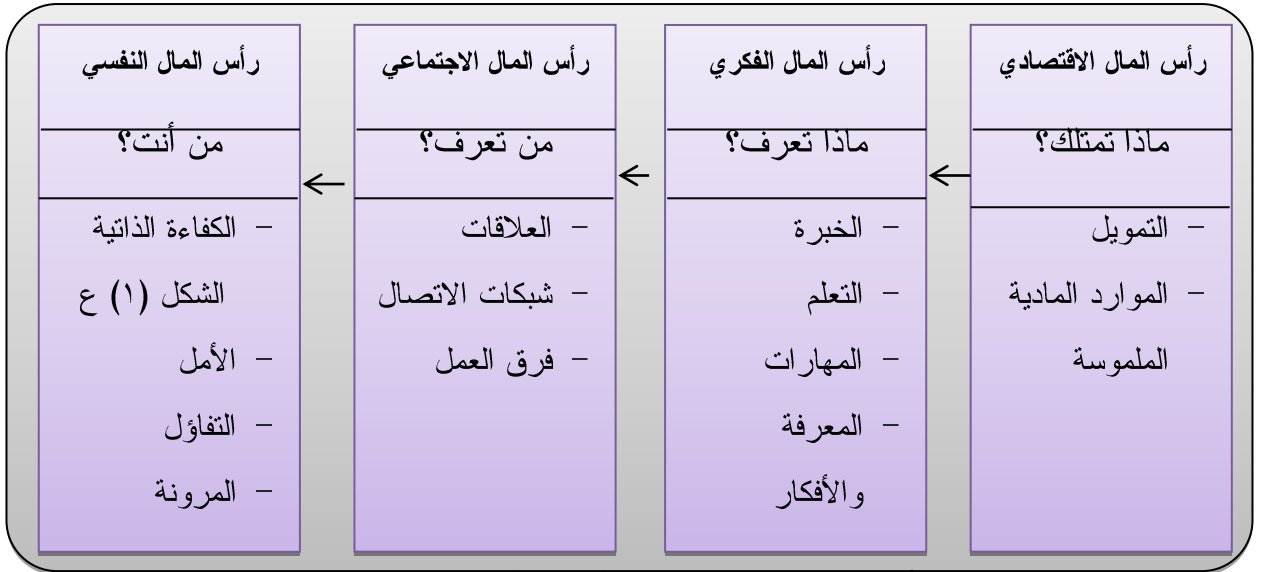 رأس المال الاقتصادي
ماذا تمتلك؟
- التمويل
- الموارد المادية
الملموسة
رأس المال الفكري
ماذا تعرف؟
- الخبرة
- التعلم
- المهارات
- المعرفة
والأفكار
رأس المال الاجتماعي
من تعرف؟
- العلاقات
- شبكات الاتصال
- فرق العمل
رأس المال النفسي
من أنت؟
- الكفاءة الذاتية
الشكل (١) ع
- الأمل
- التفاؤل
- المرونة